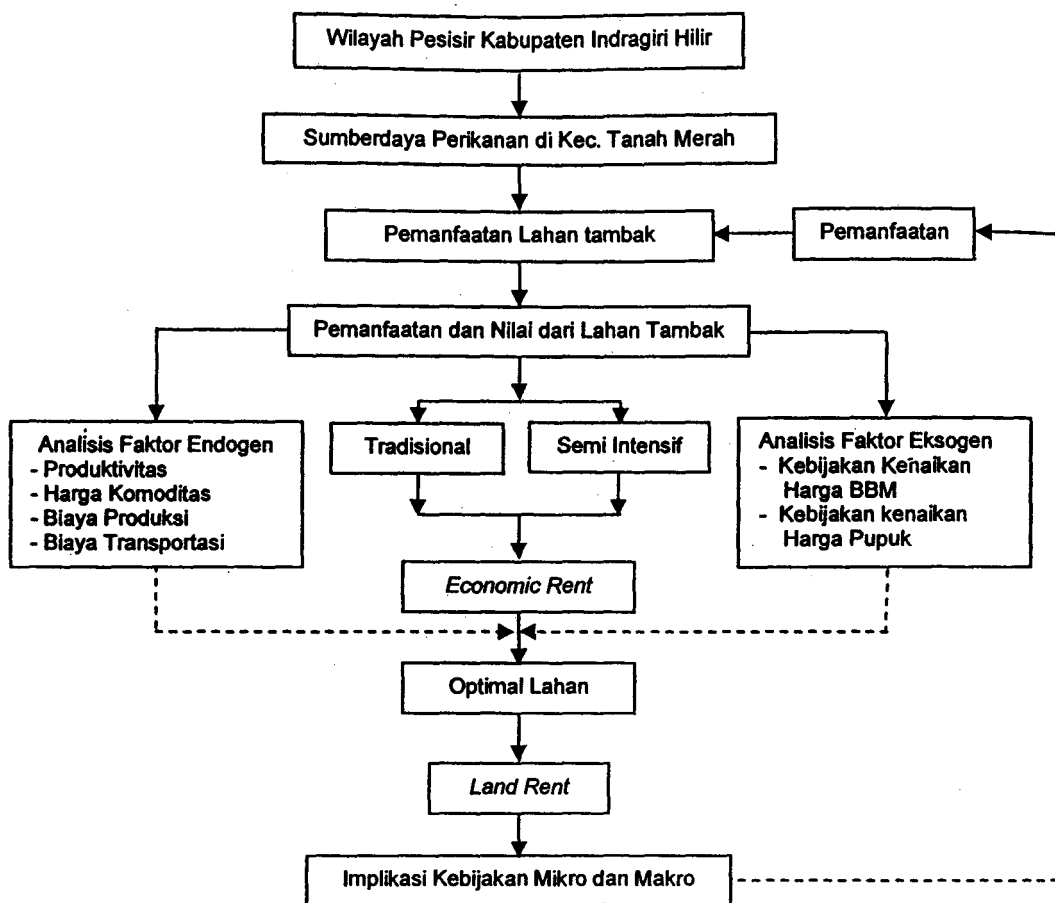 Wilayah Pesisir Kabupaten Indragiri Hilir
Sumberdaya Perikanan di Kec. Tanah Merah
Pemanfaatan Lahan tambak
Pemanfaatan
Pemanfaatan dan Nilai dari Lahan Tambak
Analisis Faktor Endogen
- Produktivitas
- Harga Komoditas
- Biaya Produksi
- Biaya Transportasi
Tradisional
Semi Intensif
Analisis Faktor Eksogen
- Kebijakan Kenaikan
Harga BBM
- Kebijakan kenaikan
Harga Pupuk
Economic Rent
Optimal Lahan
Land Rent
Implikasi Kebijakan Mikro dan Makro